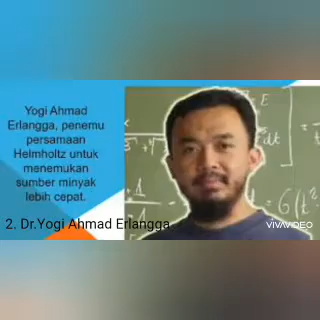 Yogi Ahmad
Erlangga, penemu
persamaan
Helmholtz untuk
menemukan
sumber minyak
lebih cepat.
2. Dr.Yogi Ahmad Erlangga
VIVAVIDEO